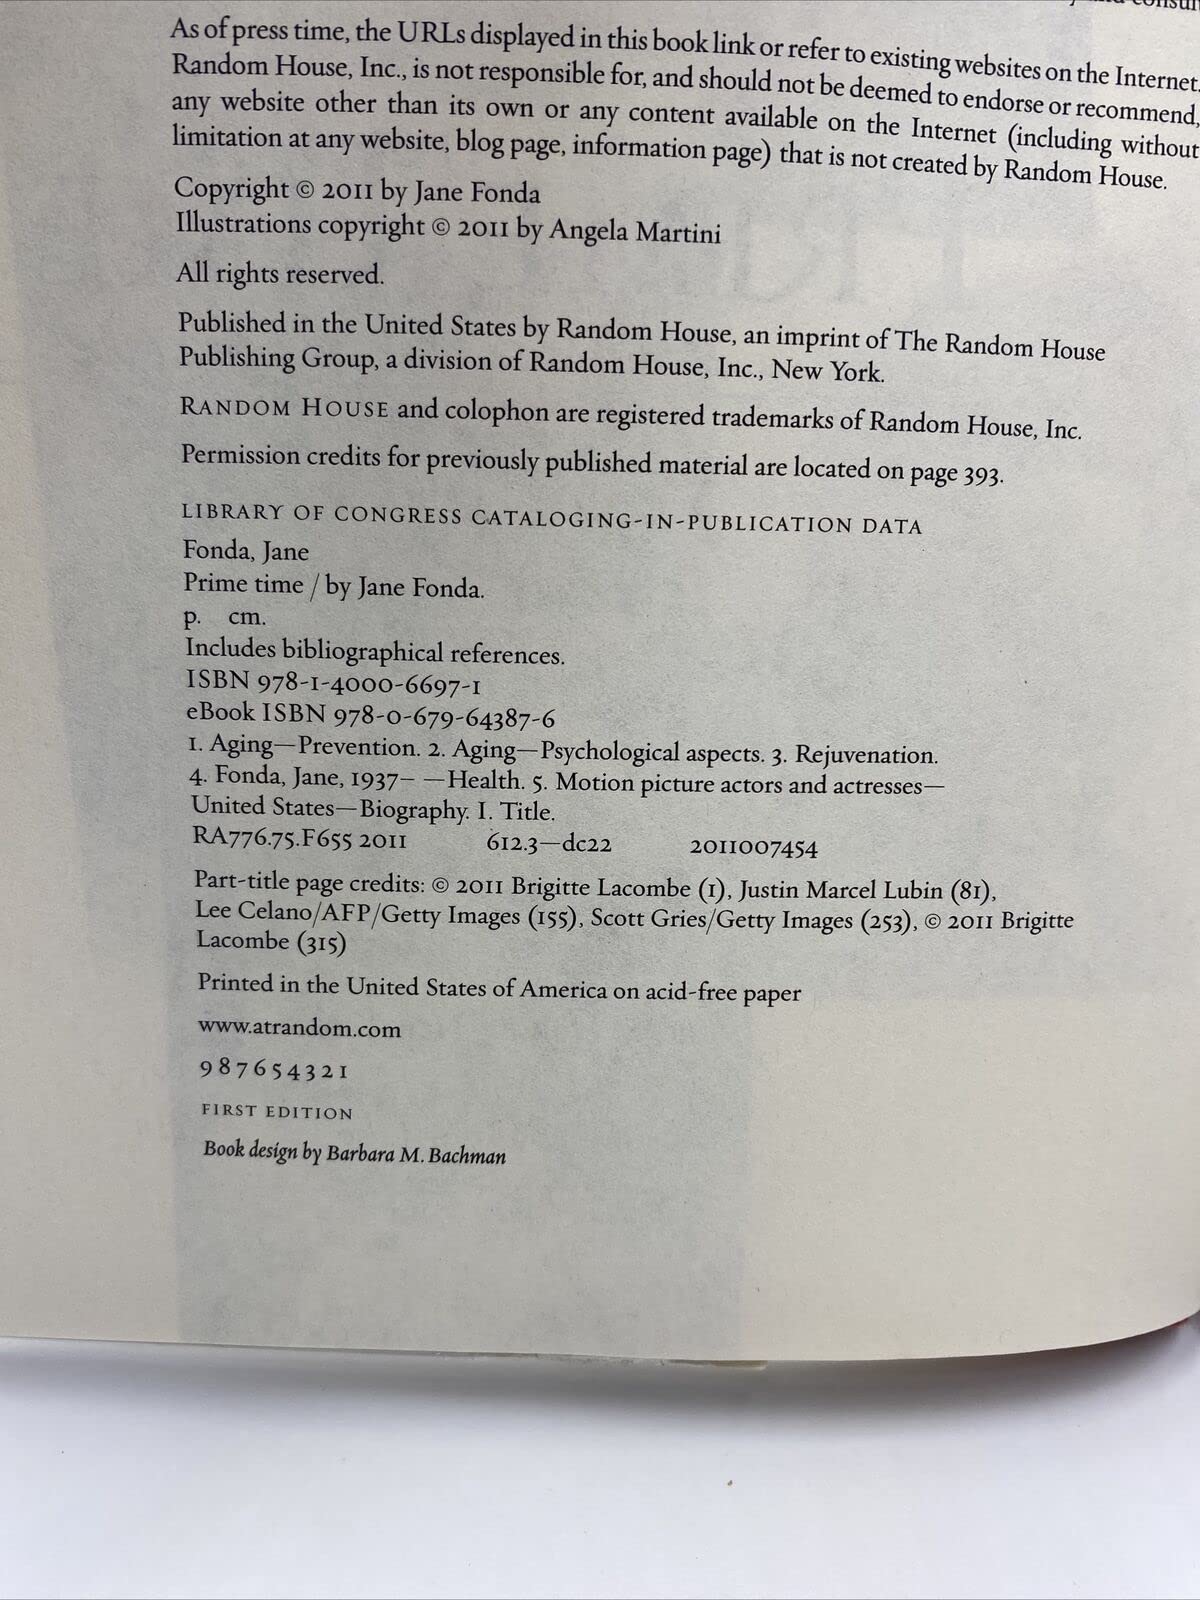 As of press time, the URLs displayed in this book link or refer to existing websites on the Internet.
Random House, Inc., is not responsible for, and should not be deemed to endorse or recommend,
any website other than its own or any content available on the Internet (including without
limitation at any website, blog page, information page) that is not created by Random House.
Copyright © 2011 by Jane Fonda
Illustrations copyright © 2011 by Angela Martini
All rights reserved.
Published in the United States by Random House, an imprint of The Random House
Publishing Group, a division of Random House, Inc., New York.
RANDOM HOUSE and colophon are registered trademarks of Random House, Inc.
Permission credits for previously published material are located on page 393.
LIBRARY OF CONGRESS CATALOGING-IN-PUBLICATION DATA
Fonda, Jane
Prime time / by Jane Fonda.
p. cm.
Includes bibliographical references.
ISBN 978-1-4000-6697-1
eBook ISBN 978-0-679-64387-6
1. Aging—Prevention. 2. Aging—Psychological aspects. 3. Rejuvenation.
4. Fonda, Jane, 1937– —Health. 5. Motion picture actors and actresses—
United States—Biography. I. Title.
RA776.75.F655 2011 612.3—dc22 2011007454
Part-title page credits: © 2011 Brigitte Lacombe (1), Justin Marcel Lubin (81),
Lee Celano/AFP/Getty Images (155), Scott Gries/Getty Images (253), © 2011 Brigitte
Lacombe (315)
Printed in the United States of America on acid-free paper
www.atrandom.com
9 8 7 6 5 4 3 2 1
FIRST EDITION
Book design by Barbara M. Bachman